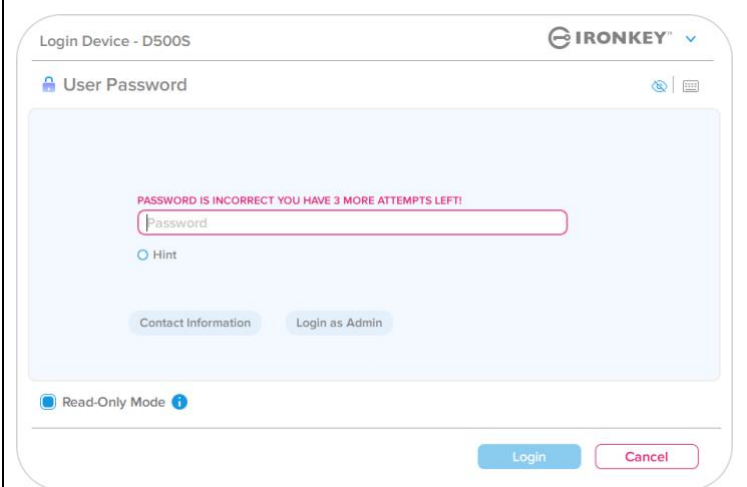 Login Device - D500S
IRONKEY™
User Password
PASSWORD IS INCORRECT YOU HAVE 3 MORE ATTEMPTS LEFT!
Password
Hint
Contact Information
Login as Admin
Read-Only Mode
Login
Cancel